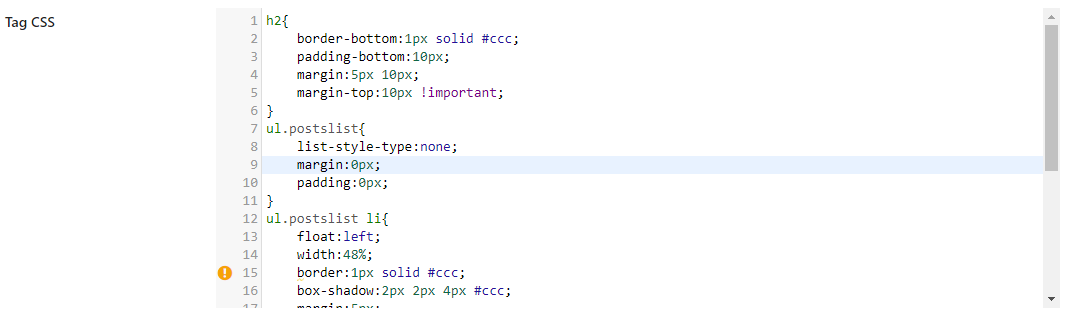 Tag CSS
1 h2{
2 border-bottom:1px solid #ccc;
3 padding-bottom:10px;
4 margin:5px 10px;
5 margin-top:10px !important;
6 }
7 ul.postslist{
8 list-style-type:none;
9 margin:0px;
10 padding:0px;
11 }
12 ul.postslist li{
13 float:left;
14 width:48%;
! 15 border:1px solid #ccc;
16 box-shadow:2px 2px 4px #ccc;
17 margin:5px;